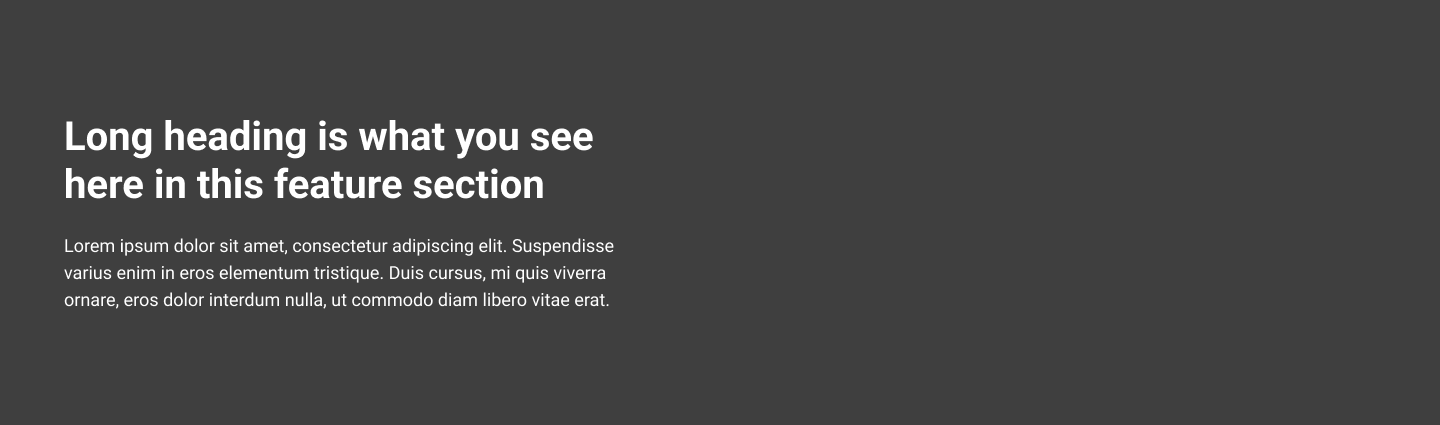 Long heading is what you see
here in this feature section
Lorem ipsum dolor sit amet, consectetur adipiscing elit. Suspendisse
varius enim in eros elementum tristique. Duis cursus, mi quis viverra
ornare, eros dolor interdum nulla, ut commodo diam libero vitae erat.